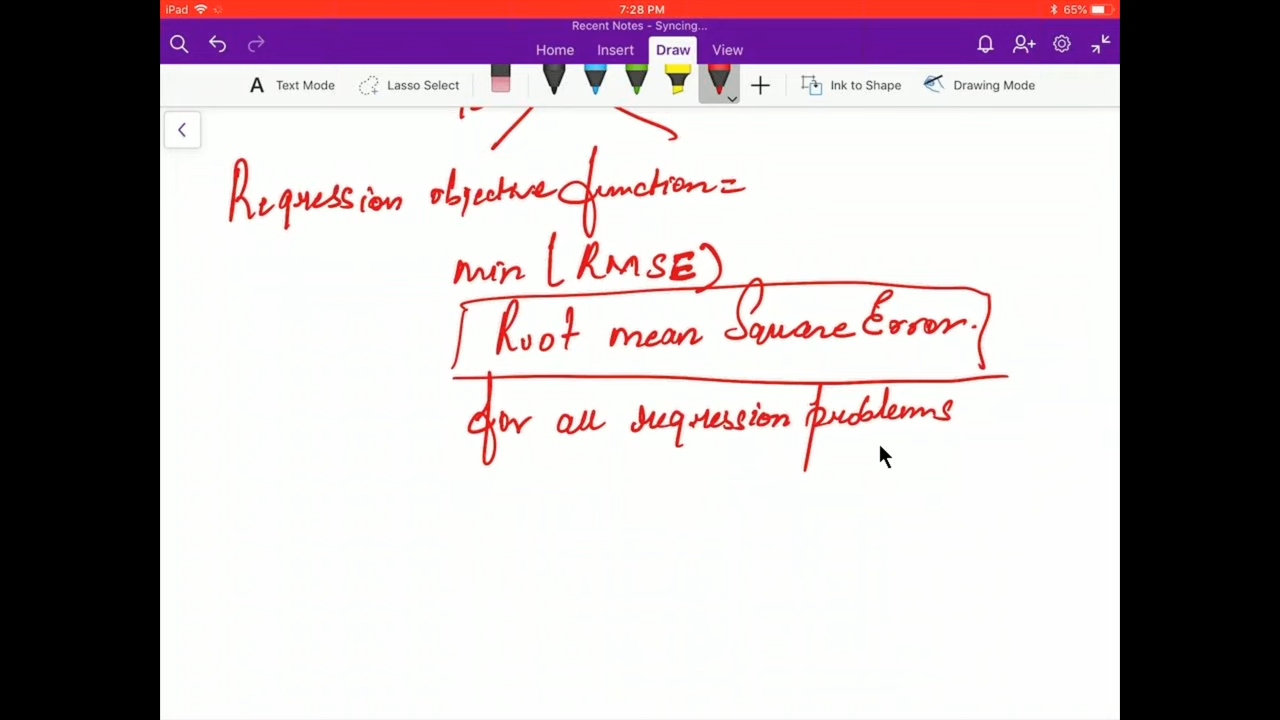 iPad 7:28 PM 65%
Recent Notes - Syncing...
Home Insert Draw View
A Text Mode Lasso Select Ink to Shape Drawing Mode
Regression objective function =
min (RMSE)
Root mean Square Error.
for all regression problems